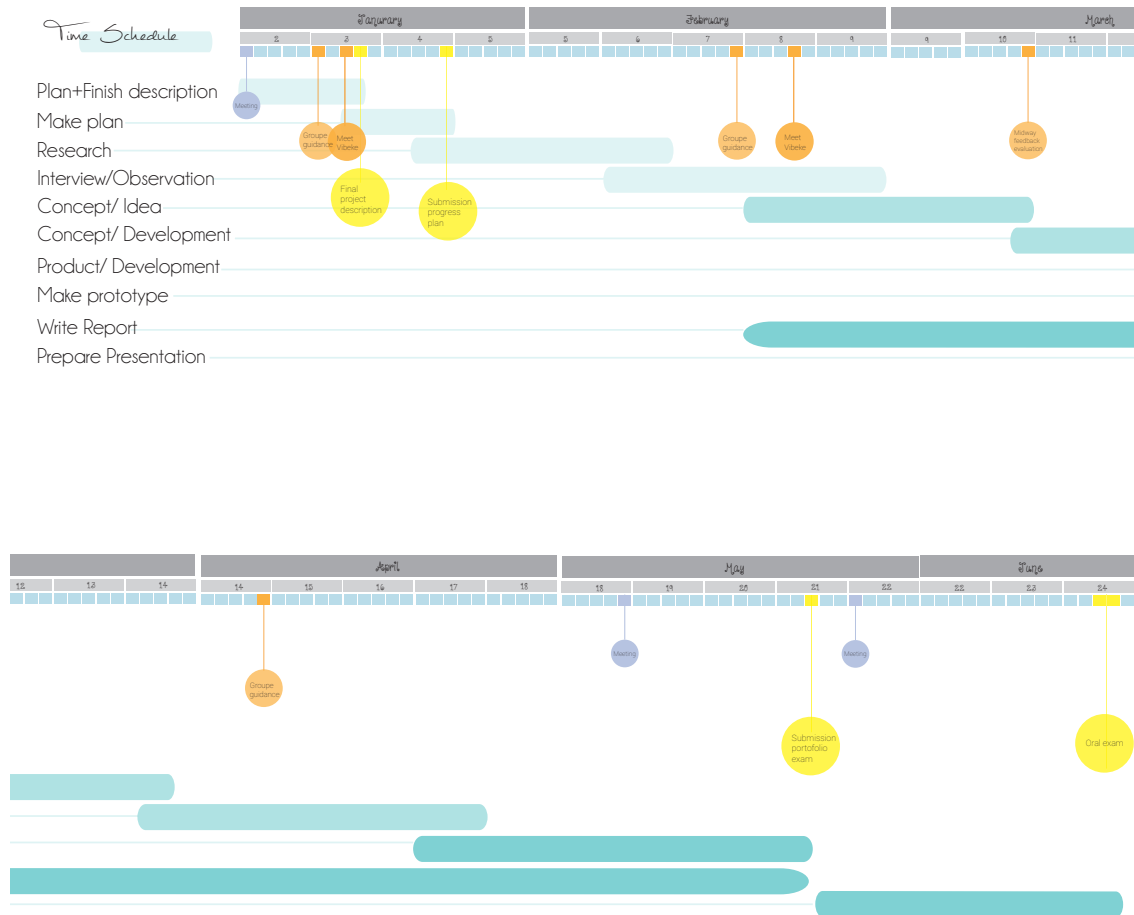 Time Schedule
Janurary
February
March
2 3 4 5 5 6 7 8 9 9 10 11
Plan+Finish description
Meeting
Make plan
Groupe
guidance
Meet
Vibeke
Groupe
guidance
Meet
Vibeke
Midway
feedback
evaluation
Research
Interview/Observation
Final
project
description
Submission
progress
plan
Concept/ Idea
Concept/ Development
Product/ Development
Make prototype
Write Report
Prepare Presentation
April
May
June
12 13 14 14 15 16 17 18 18 19 20 21 22 22 23 24
Meeting
Meeting
Groupe
guidance
Submission
portofolio
exam
Oral exam